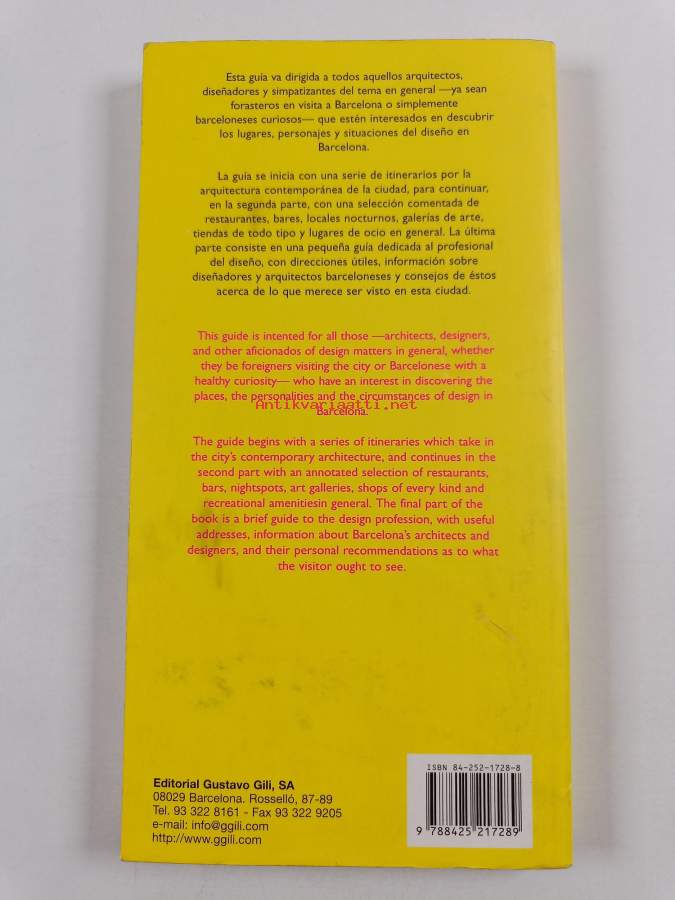 Esta guía va dirigida a todos aquellos arquitectos,
diseñadores y simpatizantes del tema en general —ya sean
forasteros en visita a Barcelona o simplemente
barceloneses curiosos— que estén interesados en descubrir
los lugares, personajes y situaciones del diseño en
Barcelona.
La guía se inicia con una serie de itinerarios por la
arquitectura contemporánea de la ciudad, para continuar,
en la segunda parte, con una selección comentada de
restaurantes, bares, locales nocturnos, galerías de arte,
tiendas de todo tipo y lugares de ocio en general. La última
parte consiste en una pequeña guía dedicada al profesional
del diseño, con direcciones útiles, información sobre
diseñadores y arquitectos barceloneses y consejos de éstos
acerca de lo que merece ser visto en esta ciudad.
This guide is intented for all those —architects, designers,
and other aficionados of design matters in general, whether
they be foreigners visiting the city or Barcelonese with a
healthy curiosity— who have an interest in discovering the
places, the personalities and the circumstances of design in
Antikvariaatti.net
Barcelona.
The guide begins with a series of itineraries which take in
the city's contemporary architecture, and continues in the
second part with an annotated selection of restaurants,
bars, nightspots, art galleries, shops of every kind and
recreational amenitiesin general. The final part of the
book is a brief guide to the design profession, with useful
addresses, information about Barcelona's architects and
designers, and their personal recommendations as to what
the visitor ought to see.
Editorial Gustavo Gili, SA
08029 Barcelona. Rosselló, 87-89
Tel. 93 322 8161 - Fax 93 322 9205
e-mail: info@ggili.com
http://www.ggili.com
ISBN 84-252-1728-8
9 788425 217289